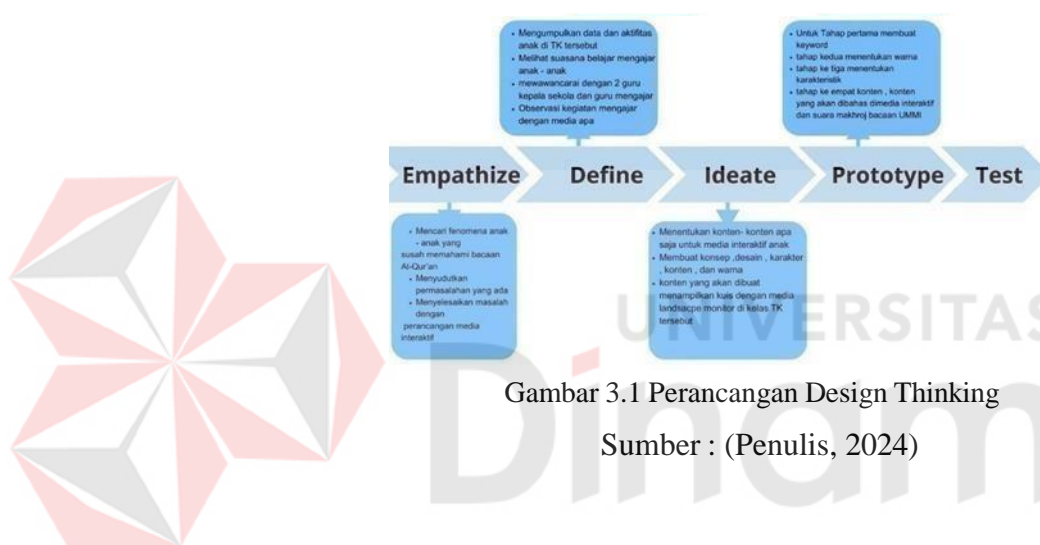 • Mengumpulkan data dan aktifitas
anak di TK tersebut
• Melihat suasana belajar mengajar
anak - anak
• mewawancarai dengan 2 guru
kepala sekola dan guru mengajar
• Observasi kegiatan mengajar
dengan media apa
• Untuk Tahap pertama membuat
keyword
• tahap kedua menentukan warna
• tahap ke tiga menentukan
karakteristik
• tahap ke empat konten , konten
yang akan dibahas dimedia interaktif
dan suara makhroj bacaan UMMI
Empathize
Define
Ideate
Prototype
Test
• Mencari fenomena anak
- anak yang
susah memahami bacaan
Al-Qur'an
• Menyudutkan
permasalahan yang ada
• Menyelesaikan masalah
dengan
perancangan media
interaktif
• Menentukan konten- konten apa
saja untuk media interaktif anak
• Membuat konsep ,desain , karakter
, konten , dan warna
• konten yang akan dibuat
menampilkan kuis dengan media
landsacpe monitor di kelas TK
tersebut
UNIVERSITAS
Dinam
Gambar 3.1 Perancangan Design Thinking
Sumber : (Penulis, 2024)